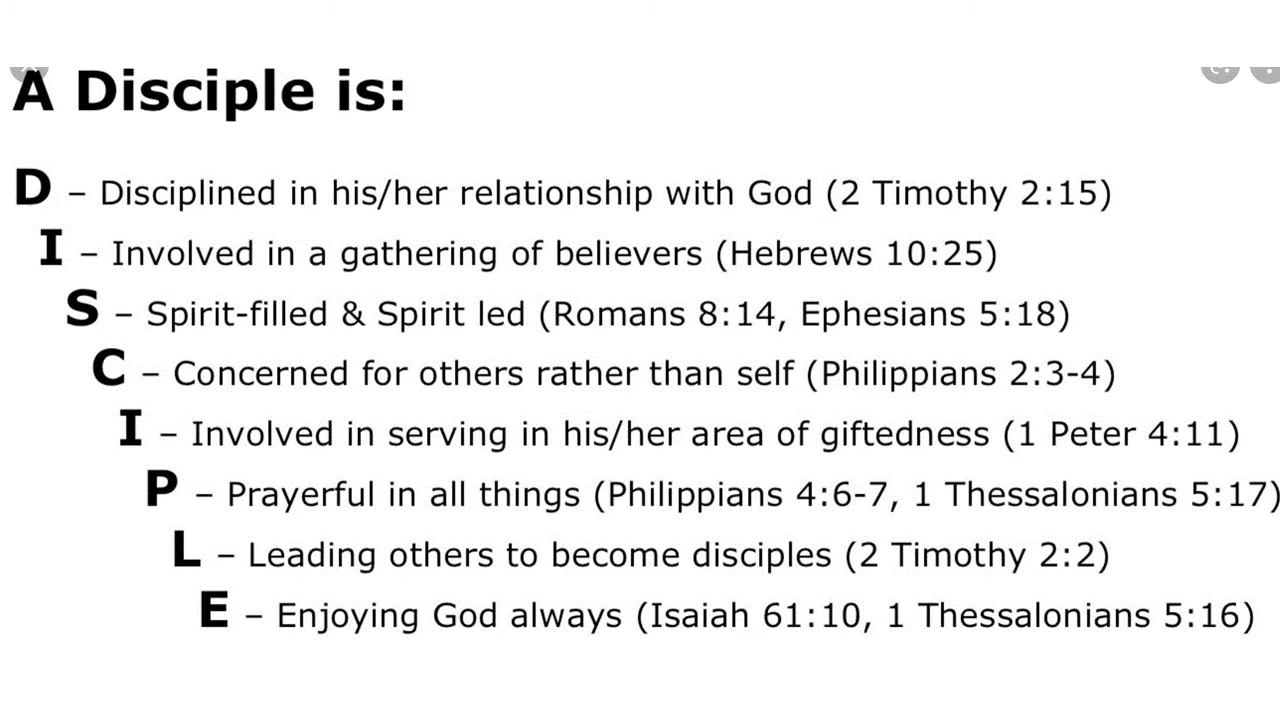 A Disciple is:
D – Disciplined in his/her relationship with God (2 Timothy 2:15)
I – Involved in a gathering of believers (Hebrews 10:25)
S – Spirit-filled & Spirit led (Romans 8:14, Ephesians 5:18)
C – Concerned for others rather than self (Philippians 2:3-4)
I – Involved in serving in his/her area of giftedness (1 Peter 4:11)
P – Prayerful in all things (Philippians 4:6-7, 1 Thessalonians 5:17)
L – Leading others to become disciples (2 Timothy 2:2)
E – Enjoying God always (Isaiah 61:10, 1 Thessalonians 5:16)